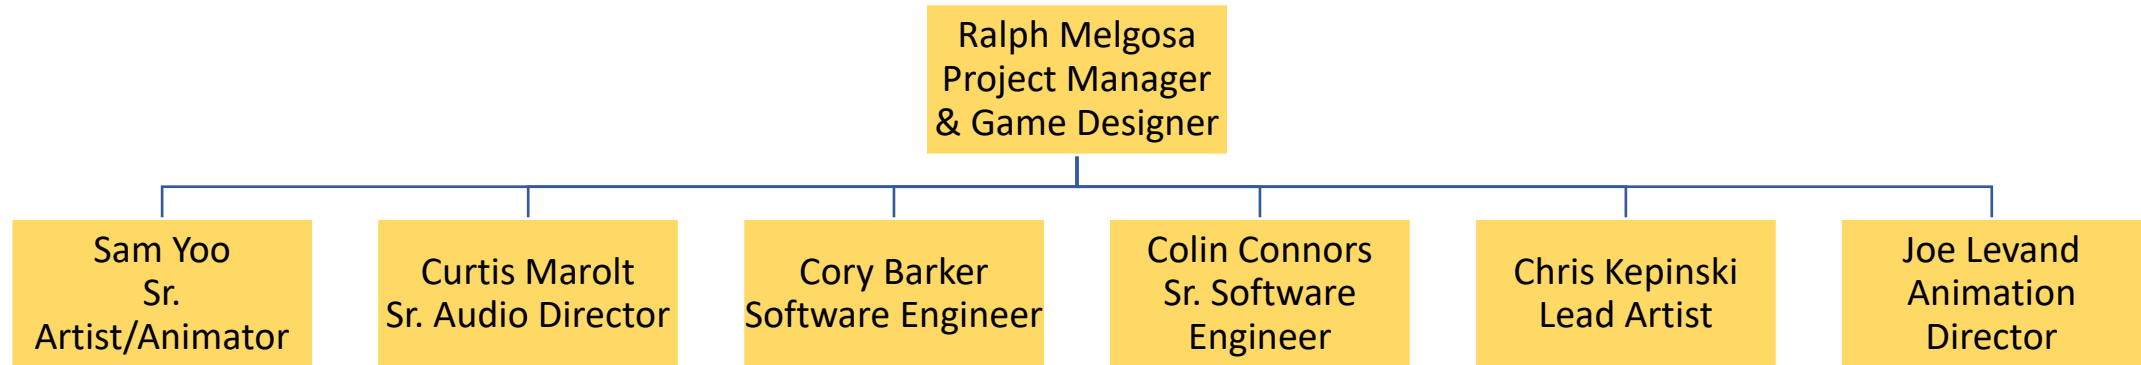 Ralph Melgosa
Project Manager
& Game Designer
Sam Yoo
Sr.
Artist/Animator
Curtis Marolt
Sr. Audio Director
Cory Barker
Software Engineer
Colin Connors
Sr. Software
Engineer
Chris Kepinski
Lead Artist
Joe Levand
Animation
Director